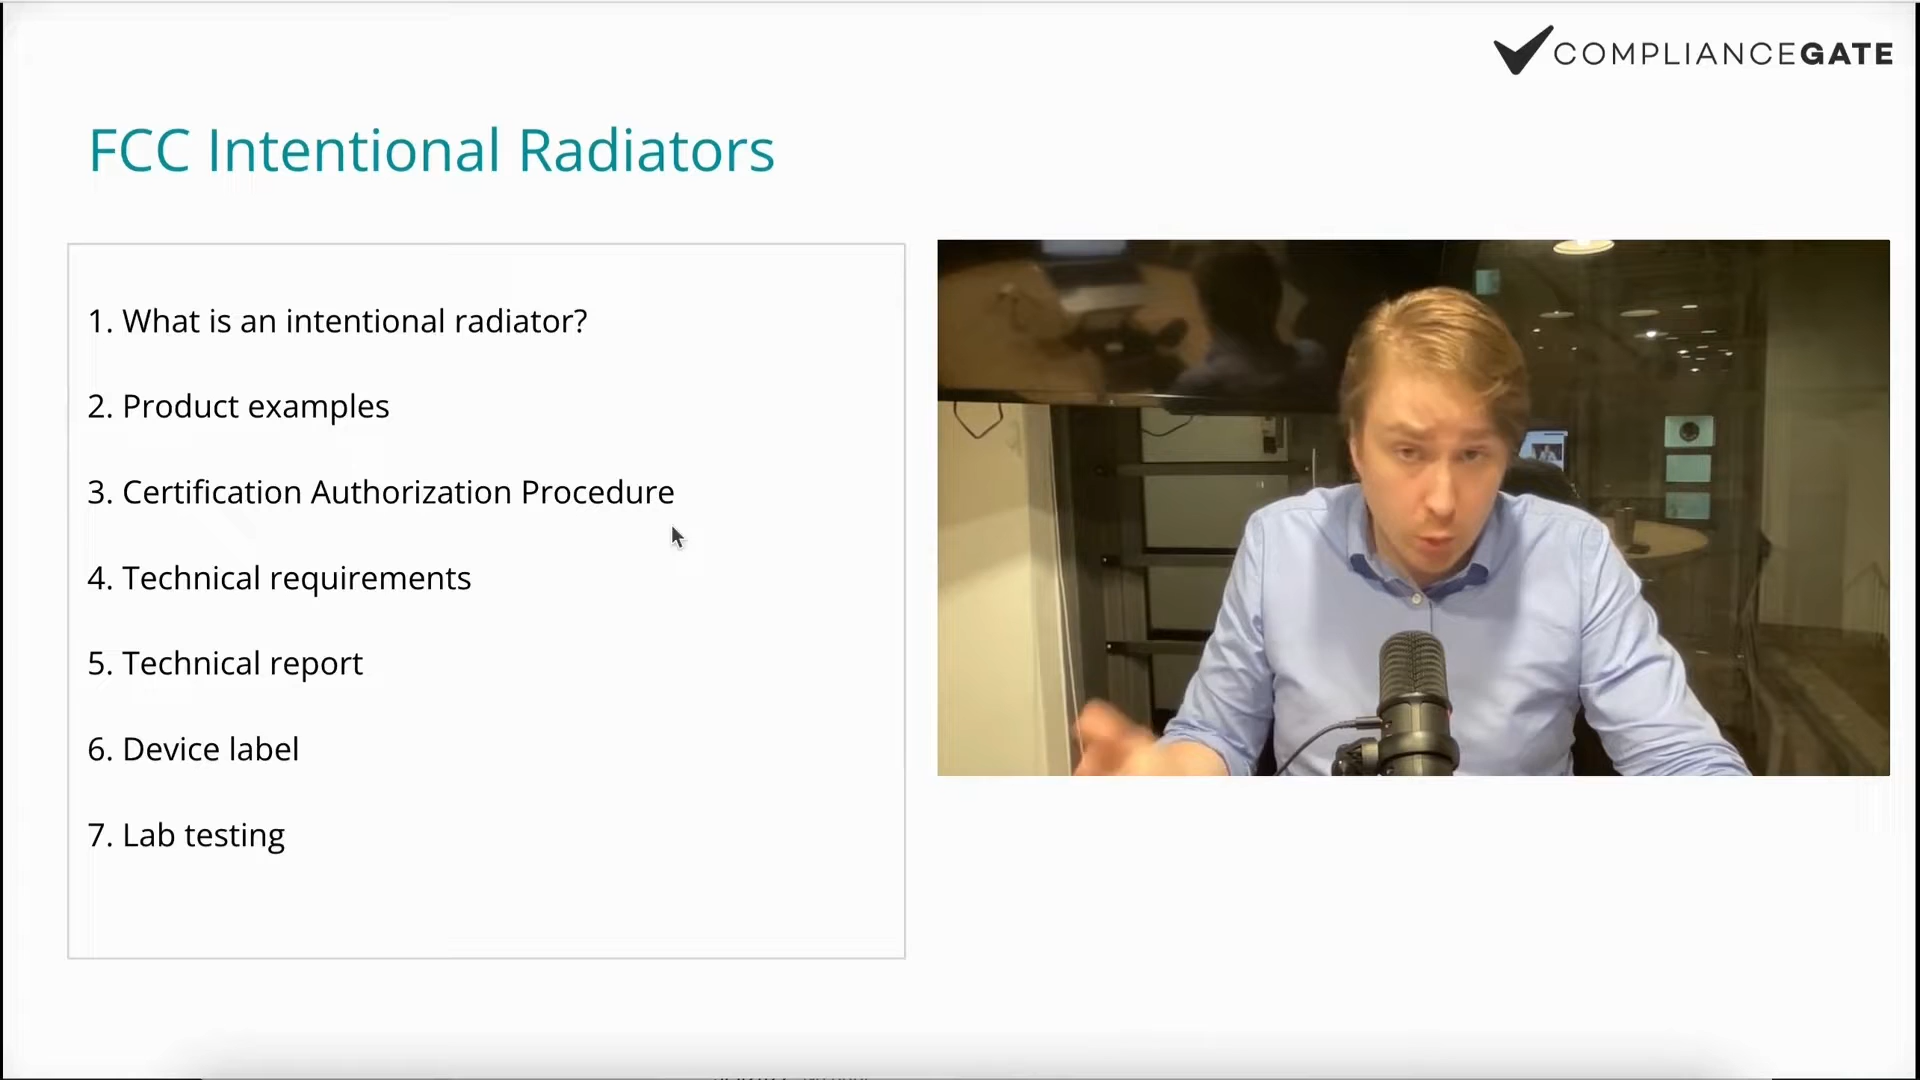 COMPLIANCEGATE
FCC Intentional Radiators
1. What is an intentional radiator?
2. Product examples
3. Certification Authorization Procedure
4. Technical requirements
5. Technical report
6. Device label
7. Lab testing